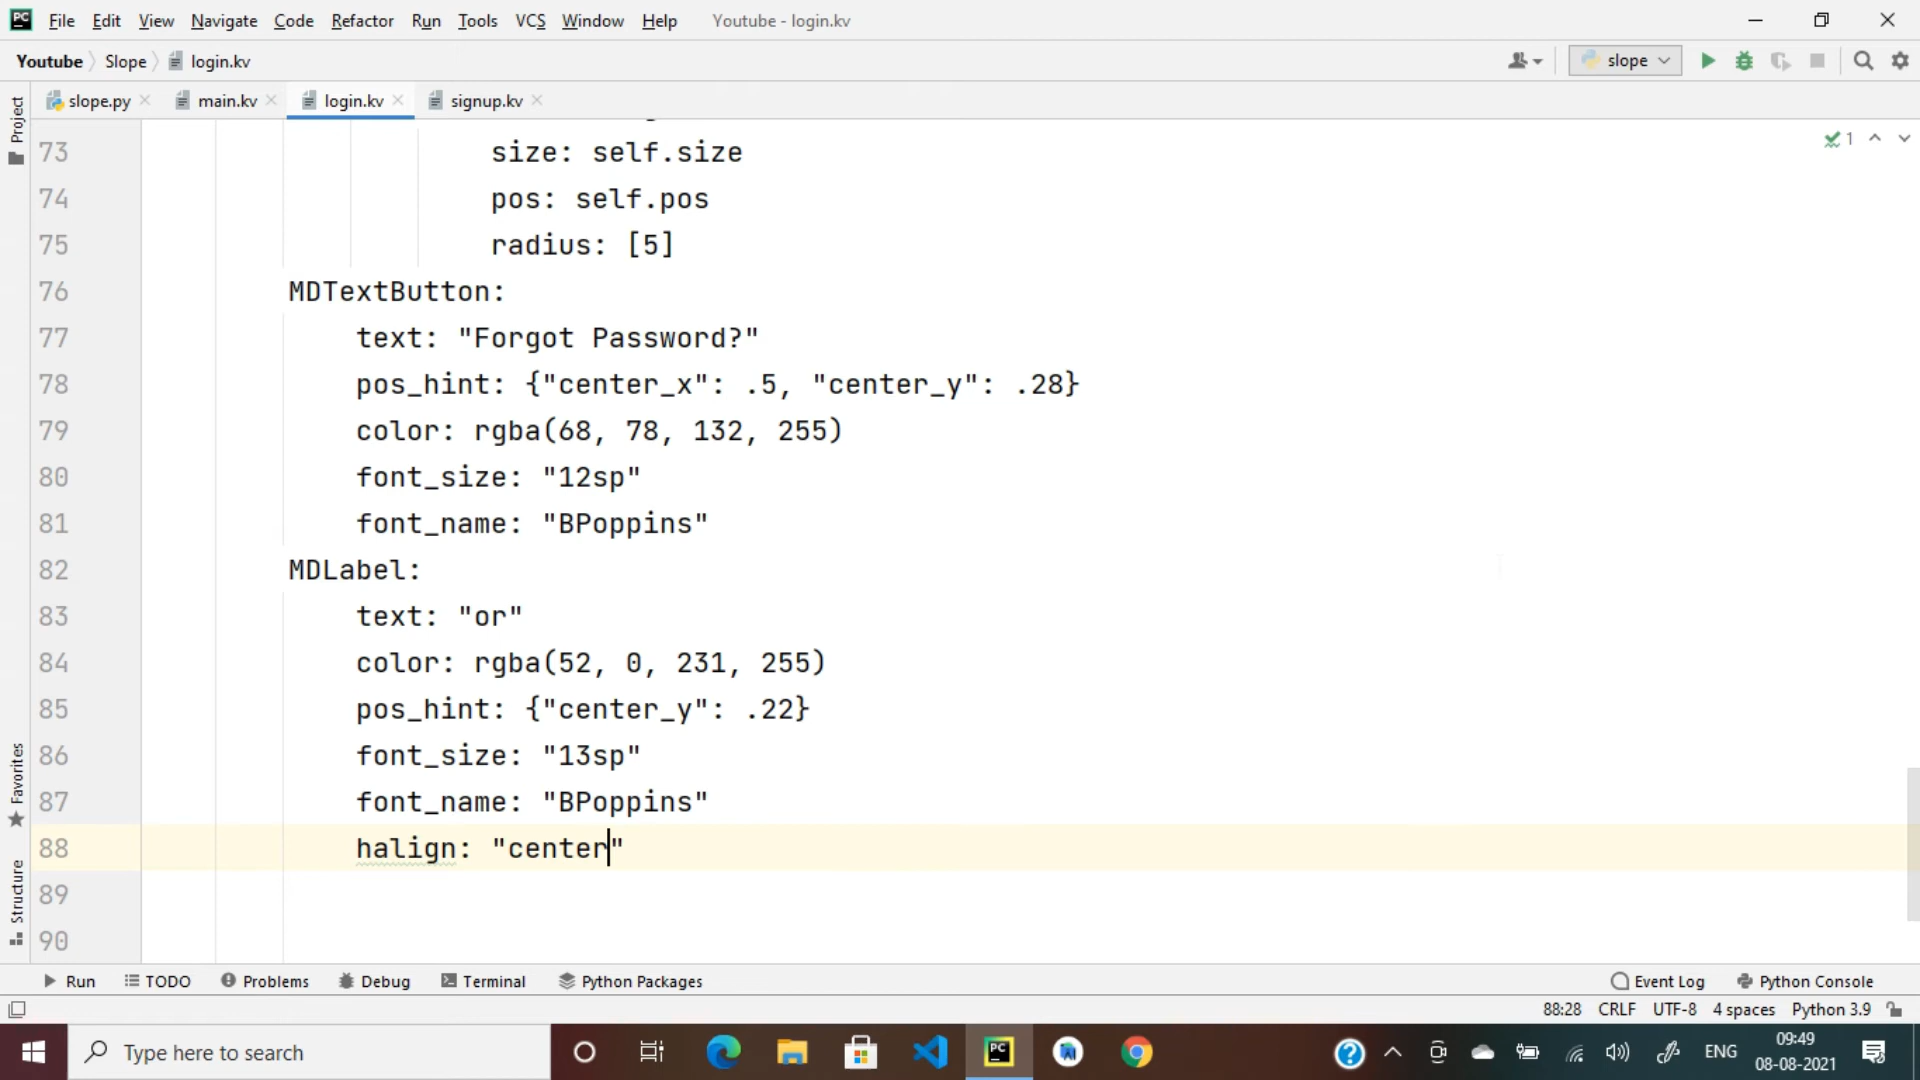 PC File Edit View Navigate Code Refactor Run Tools VCS Window Help Youtube - login.kv
Youtube Slope login.kv slope
slope.py main.kv login.kv signup.kv
Project
1
73 size: self.size
74 pos: self.pos
75 radius: [5]
76 MDTextButton:
77 text: "Forgot Password?"
78 pos_hint: {"center_x": .5, "center_y": .28}
79 color: rgba(68, 78, 132, 255)
80 font_size: "12sp"
81 font_name: "BPoppins"
82 MDLabel:
83 text: "or"
84 color: rgba(52, 0, 231, 255)
85 pos_hint: {"center_y": .22}
86 font_size: "13sp"
87 font_name: "BPoppins"
88 halign: "center"
89
90
Favorites
Structure
Run TODO Problems Debug Terminal Python Packages Event Log Python Console
88:28 CRLF UTF-8 4 spaces Python 3.9
Type here to search PC ENG 09:49
08-08-2021